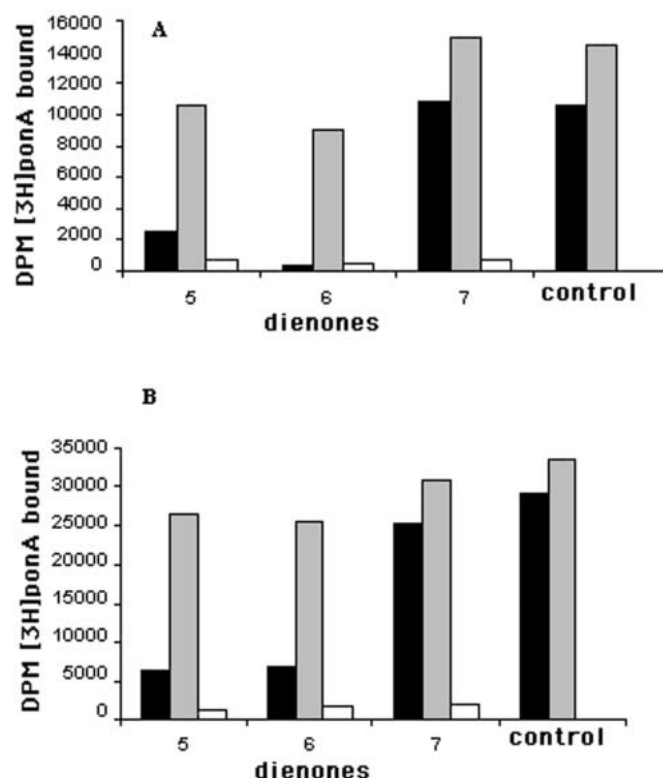 A
DPM [3H]ponA bound
16000
14000
12000
10000
8000
6000
4000
2000
0
5 6 7 control
dienones
B
DPM [3H]ponA bound
35000
30000
25000
20000
15000
10000
5000
0
5 6 7 control
dienones